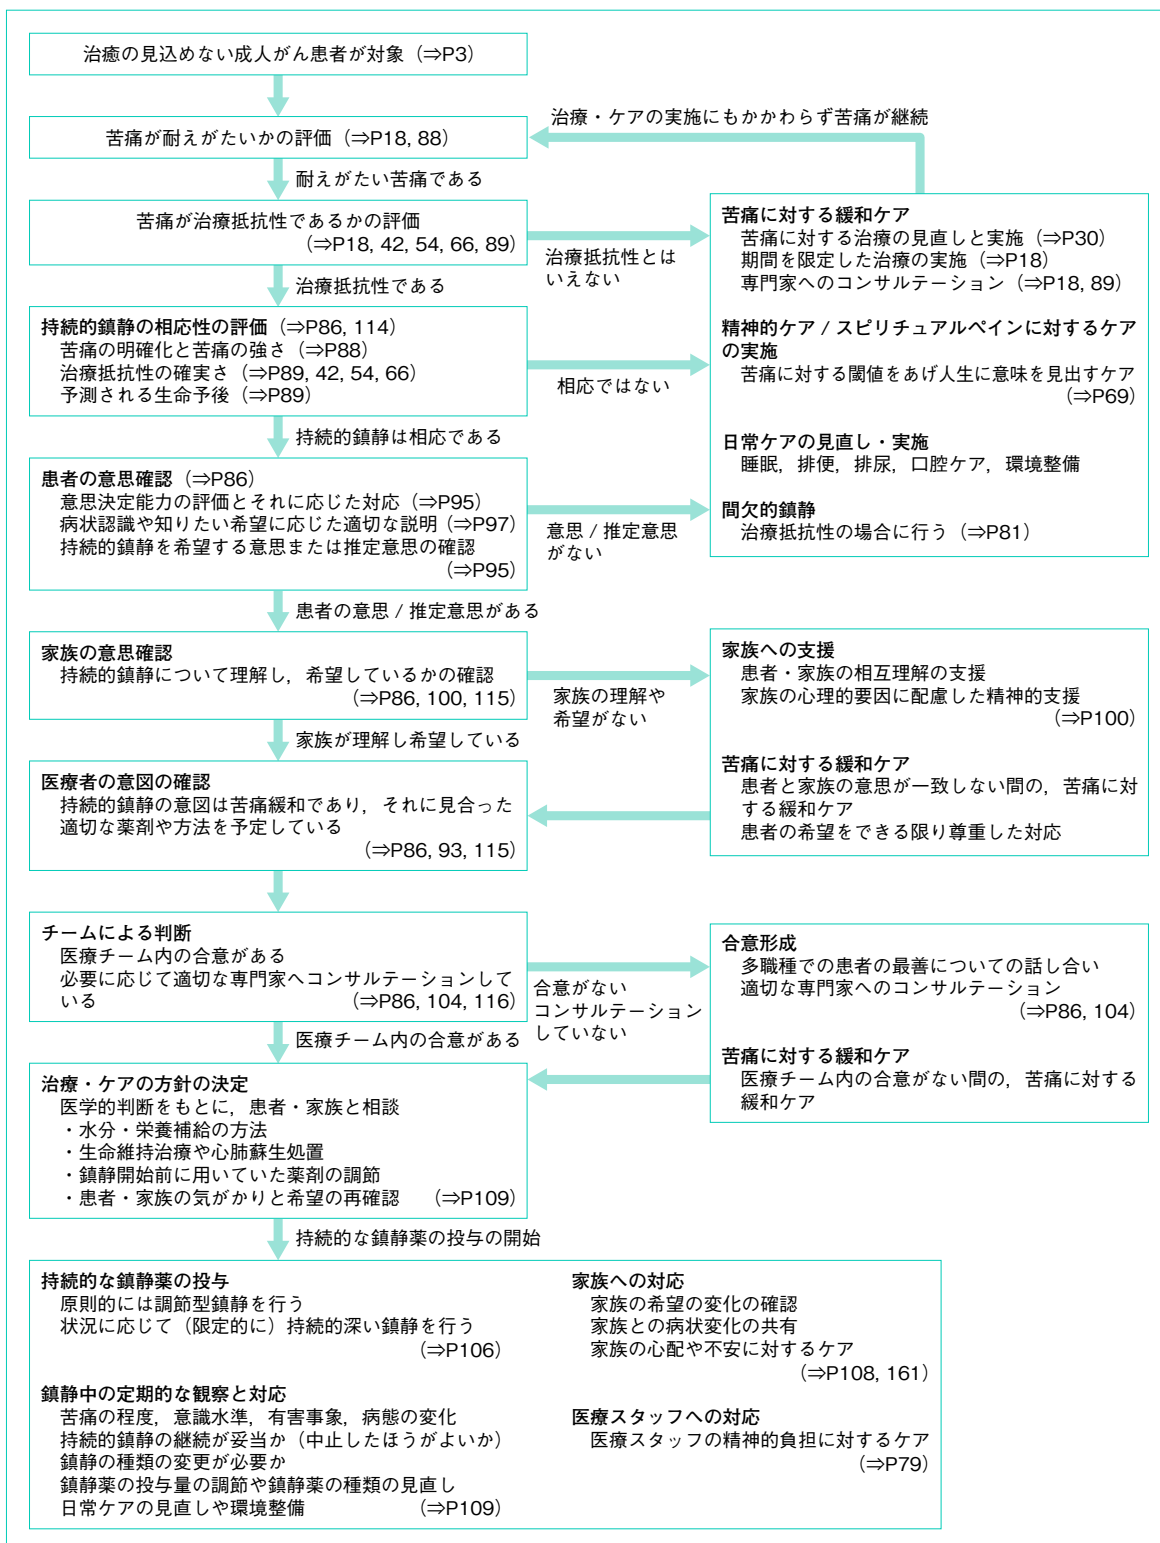 治癒の見込めない成人がん患者が対象（⇒P3）
治療・ケアの実施にもかかわらず苦痛が継続
苦痛が耐えがたいかの評価（⇒P18, 88）
耐えがたい苦痛である
苦痛が治療抵抗性であるかの評価
（⇒P18, 42, 54, 66, 89）
治療抵抗性とは
いえない
治療抵抗性である
苦痛に対する緩和ケア
苦痛に対する治療の見直しと実施（⇒P30）
期間を限定した治療の実施（⇒P18）
専門家へのコンサルテーション（⇒P18, 89）
精神的ケア / スピリチュアルペインに対するケア
の実施
苦痛に対する閾値をあげ人生に意味を見出すケア
（⇒P69）
日常ケアの見直し・実施
睡眠，排便，排尿，口腔ケア，環境整備
間欠的鎮静
治療抵抗性の場合に行う（⇒P81）
持続的鎮静の相応性の評価（⇒P86, 114）
苦痛の明確化と苦痛の強さ（⇒P88）
治療抵抗性の確実さ（⇒P89, 42, 54, 66）
予測される生命予後（⇒P89）
相応ではない
持続的鎮静は相応である
患者の意思確認（⇒P86）
意思決定能力の評価とそれに応じた対応（⇒P95）
病状認識や知りたい希望に応じた適切な説明（⇒P97）
持続的鎮静を希望する意思または推定意思の確認
（⇒P95）
意思 / 推定意思
がない
患者の意思 / 推定意思がある
家族の意思確認
持続的鎮静について理解し，希望しているかの確認
（⇒P86, 100, 115）
家族の理解や
希望がない
家族が理解し希望している
家族への支援
患者・家族の相互理解の支援
家族の心理的要因に配慮した精神的支援
（⇒P100）
苦痛に対する緩和ケア
患者と家族の意思が一致しない間の，苦痛に対
する緩和ケア
患者の希望をできる限り尊重した対応
医療者の意図の確認
持続的鎮静の意図は苦痛緩和であり，それに見合った
適切な薬剤や方法を予定している
（⇒P86, 93, 115）
チームによる判断
医療チーム内の合意がある
必要に応じて適切な専門家へコンサルテーションして
いる （⇒P86, 104, 116）
合意がない
コンサルテーション
していない
医療チーム内の合意がある
合意形成
多職種での患者の最善についての話し合い
適切な専門家へのコンサルテーション
（⇒P86, 104）
苦痛に対する緩和ケア
医療チーム内の合意がない間の，苦痛に対する
緩和ケア
治療・ケアの方針の決定
医学的判断をもとに，患者・家族と相談
・水分・栄養補給の方法
・生命維持治療や心肺蘇生処置
・鎮静開始前に用いていた薬剤の調節
・患者・家族の気がかりと希望の再確認 （⇒P109）
持続的な鎮静薬の投与の開始
持続的な鎮静薬の投与
原則的には調節型鎮静を行う
状況に応じて（限定的に）持続的深い鎮静を行う
（⇒P106）
鎮静中の定期的な観察と対応
苦痛の程度，意識水準，有害事象，病態の変化
持続的鎮静の継続が妥当か（中止したほうがよいか）
鎮静の種類の変更が必要か
鎮静薬の投与量の調節や鎮静薬の種類の見直し
日常ケアの見直しや環境整備 （⇒P109）
家族への対応
家族の希望の変化の確認
家族との病状変化の共有
家族の心配や不安に対するケア
（⇒P108, 161）
医療スタッフへの対応
医療スタッフの精神的負担に対するケア
（⇒P79）